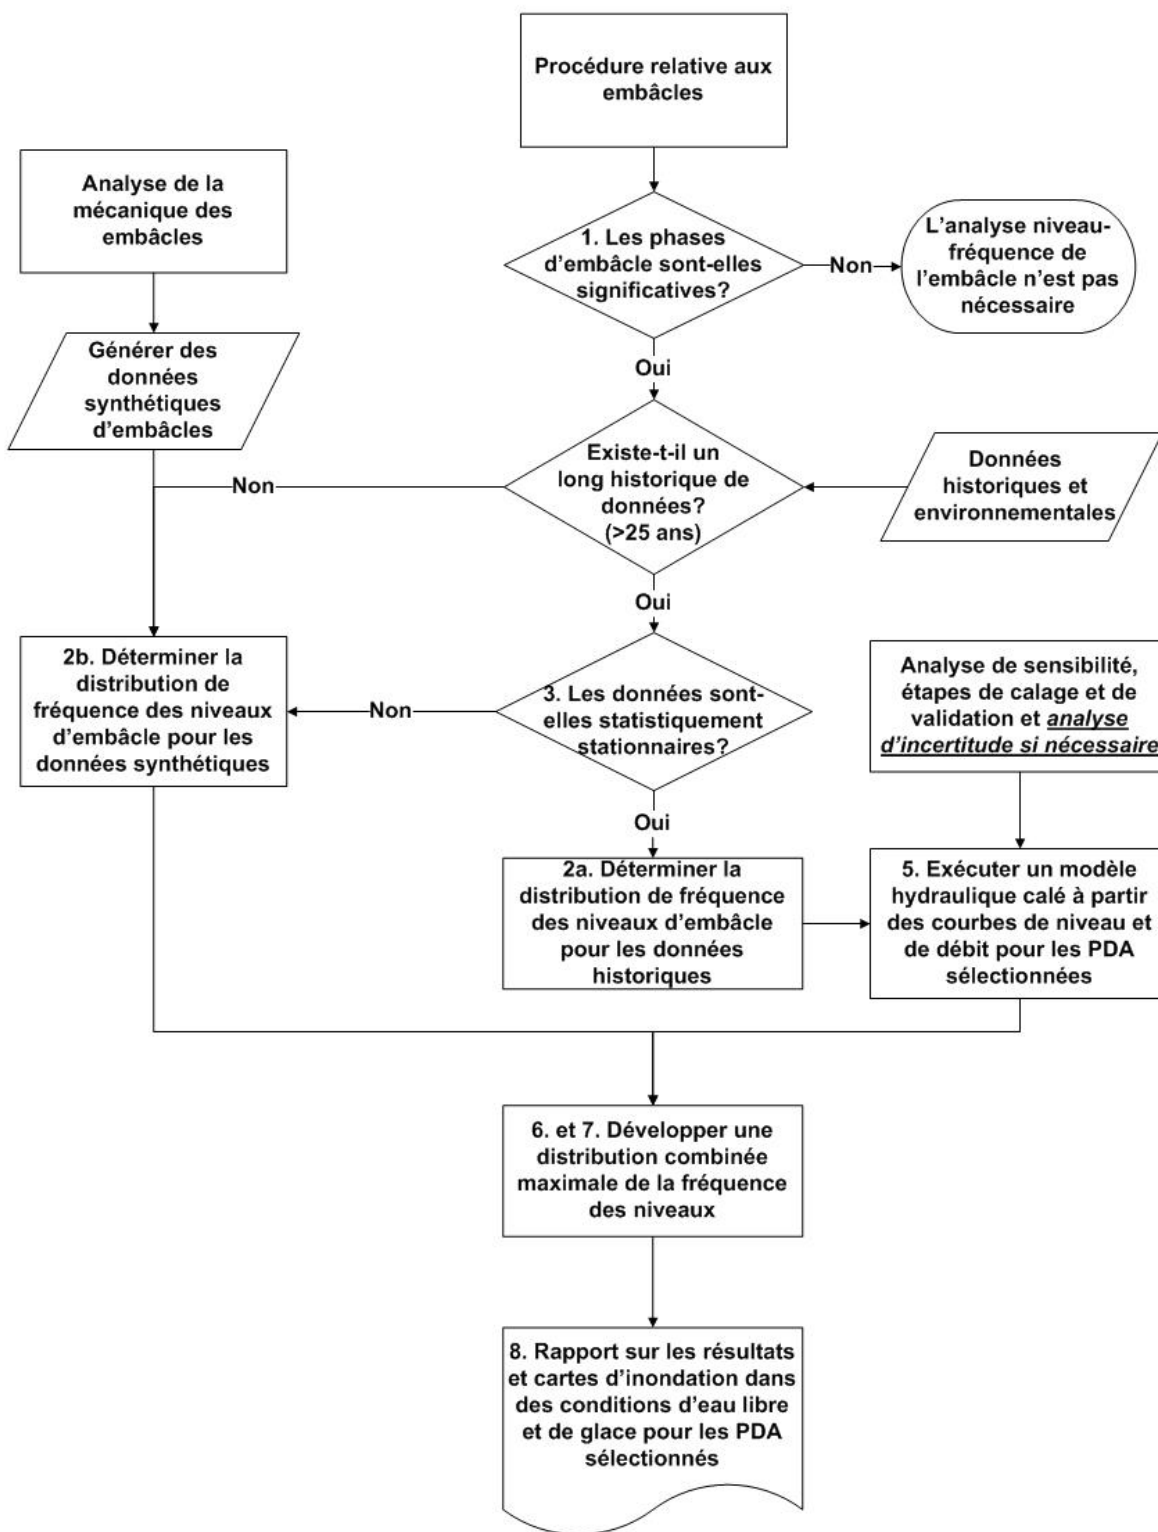 Procédure relative aux
embâcles
Analyse de la
mécanique des
embâcles
1. Les phases
d’embâcle sont-elles
significatives?
Non
L’analyse niveau-
fréquence de
l’embâcle n’est pas
nécessaire
Oui
Générer des
données
synthétiques
d’embâcles
Existe-t-il un
long historique de
données?
(>25 ans)
Non
Données
historiques et
environnementales
Oui
2b. Déterminer la
distribution de
fréquence des niveaux
d’embâcle pour les
données synthétiques
Non
3. Les données sont-
elles statistiquement
stationnaires?
Analyse de sensibilité,
étapes de calage et de
validation et analyse
d’incertitude si nécessaire
Oui
2a. Déterminer la
distribution de fréquence
des niveaux d’embâcle
pour les données
historiques
5. Exécuter un modèle
hydraulique calé à partir
des courbes de niveau et
de débit pour les PDA
sélectionnées
6. et 7. Développer une
distribution combinée
maximale de la fréquence
des niveaux
8. Rapport sur les résultats
et cartes d’inondation dans
des conditions d’eau libre
et de glace pour les PDA
sélectionnés